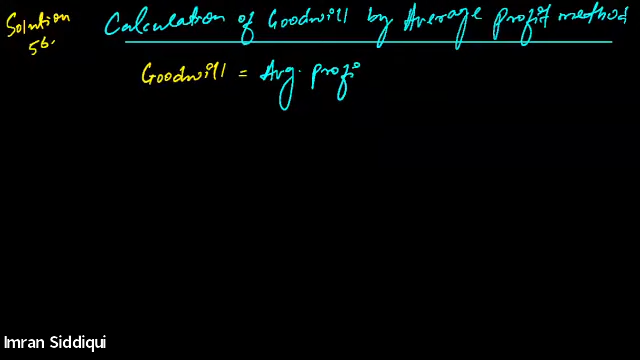 Solution
56.
Calculation of Goodwill by Average profit method
Goodwill = Avg. profi
Imran Siddiqui